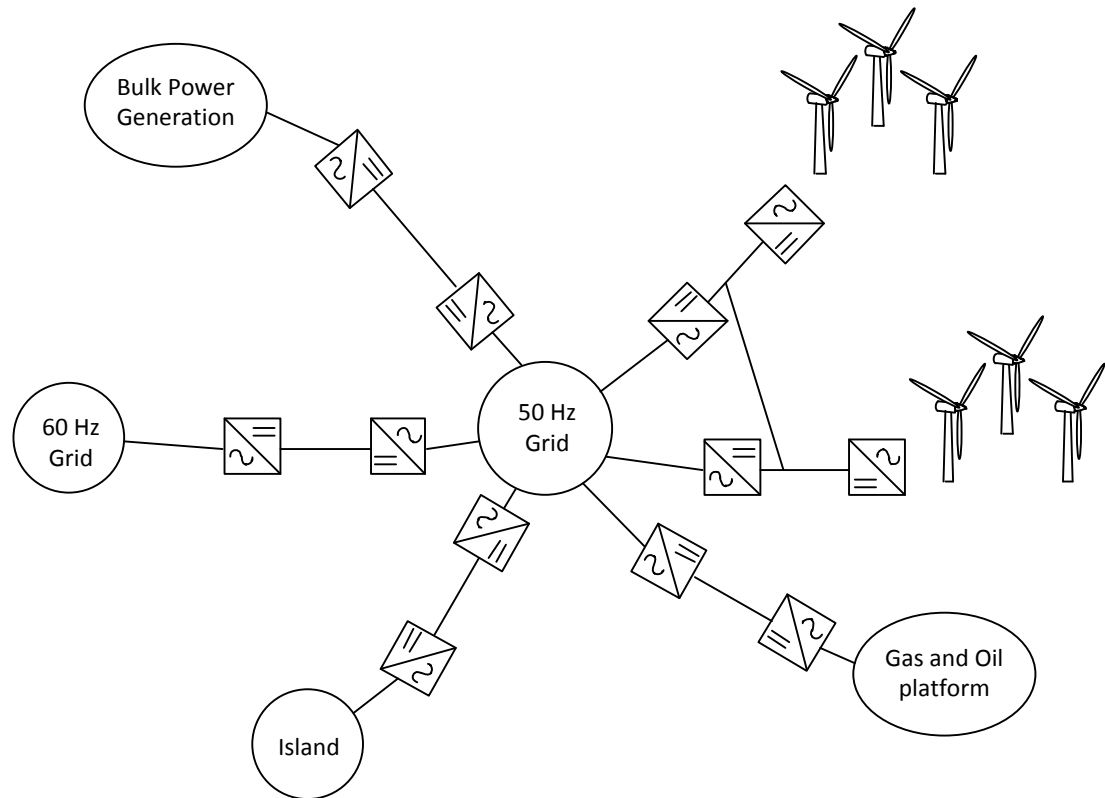 Bulk Power
Generation
60 Hz
Grid
50 Hz
Grid
Island
Gas and Oil
platform